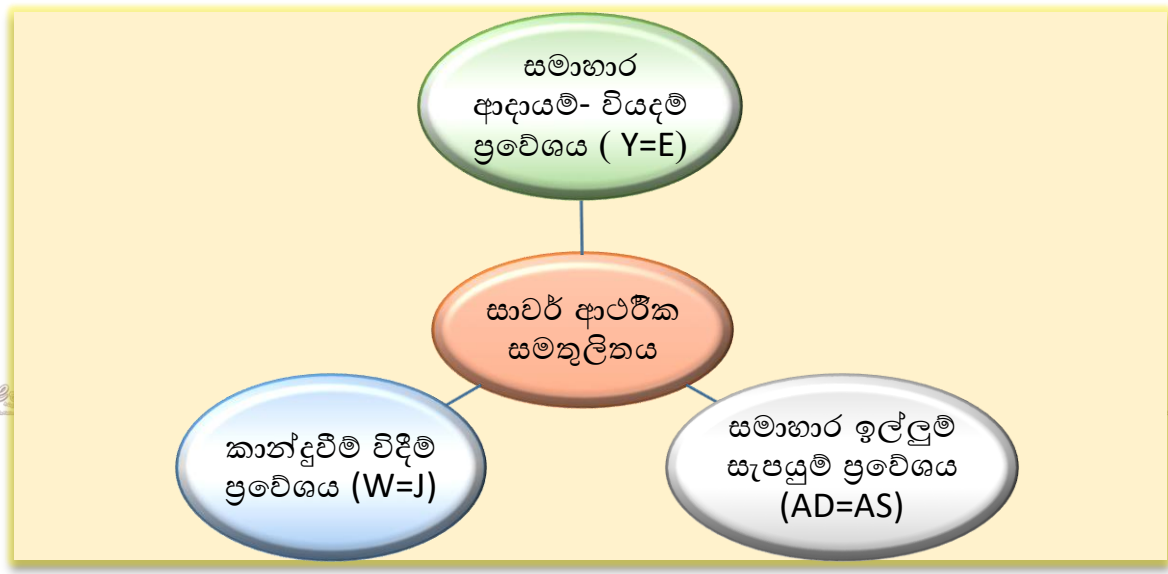 සමාහාර
ආදායම්- වියදම්
ප්‍රවේශය ( Y=E)
සාවර් ආර්ථීක
සමතුලිතය
කාන්දුවීම් විදීම්
ප්‍රවේශය (W=J)
සමාහාර ඉල්ලුම්
සැපයුම් ප්‍රවේශය
(AD=AS)